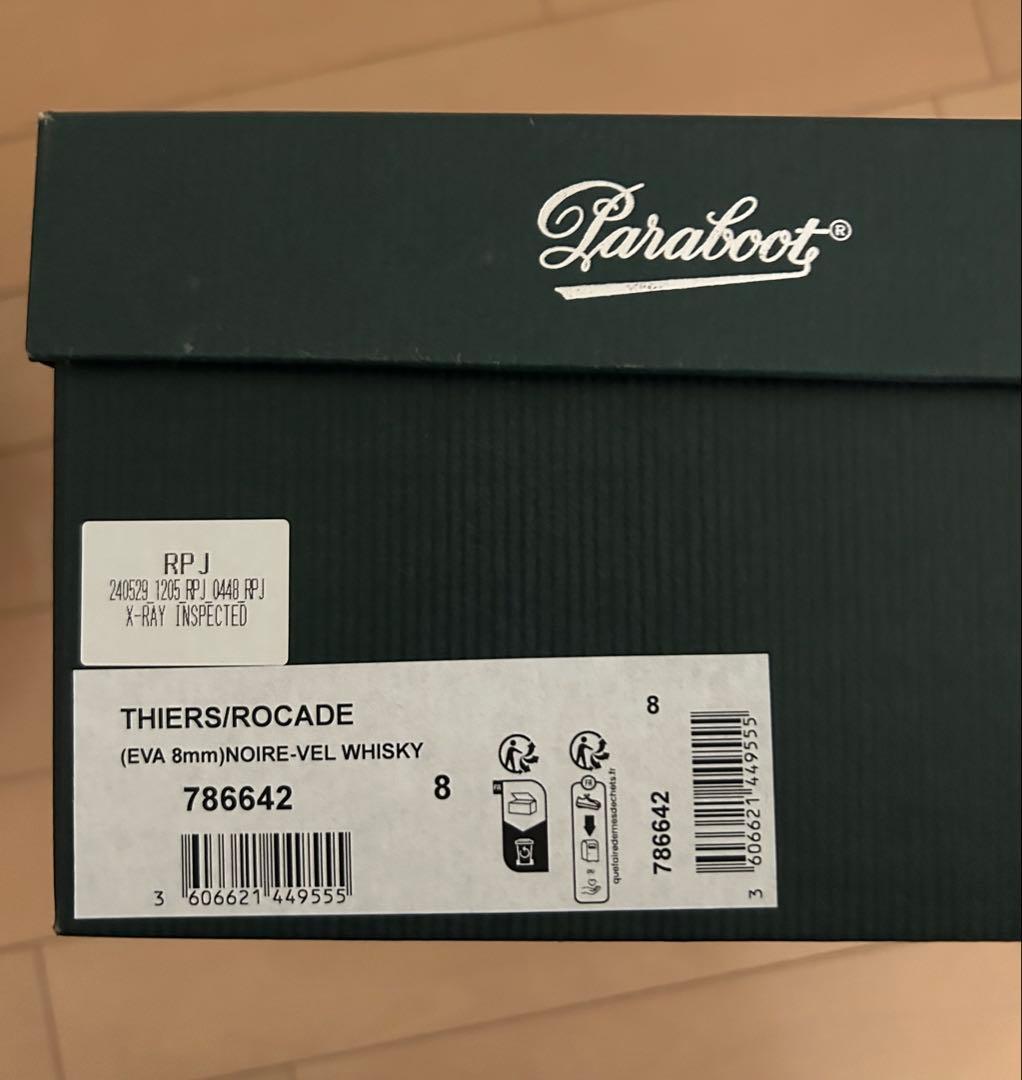 Paraboot®
RPJ
240529_1205_RPJ_0448_RPJ
X-RAY INSPECTED
THIERS/ROCADE
(EVA 8mm)NOIRE-VEL WHISKY
786642
8
3 606621 449555
FR
quefairedemesdechets.fr
8
786642
3 606621 449555